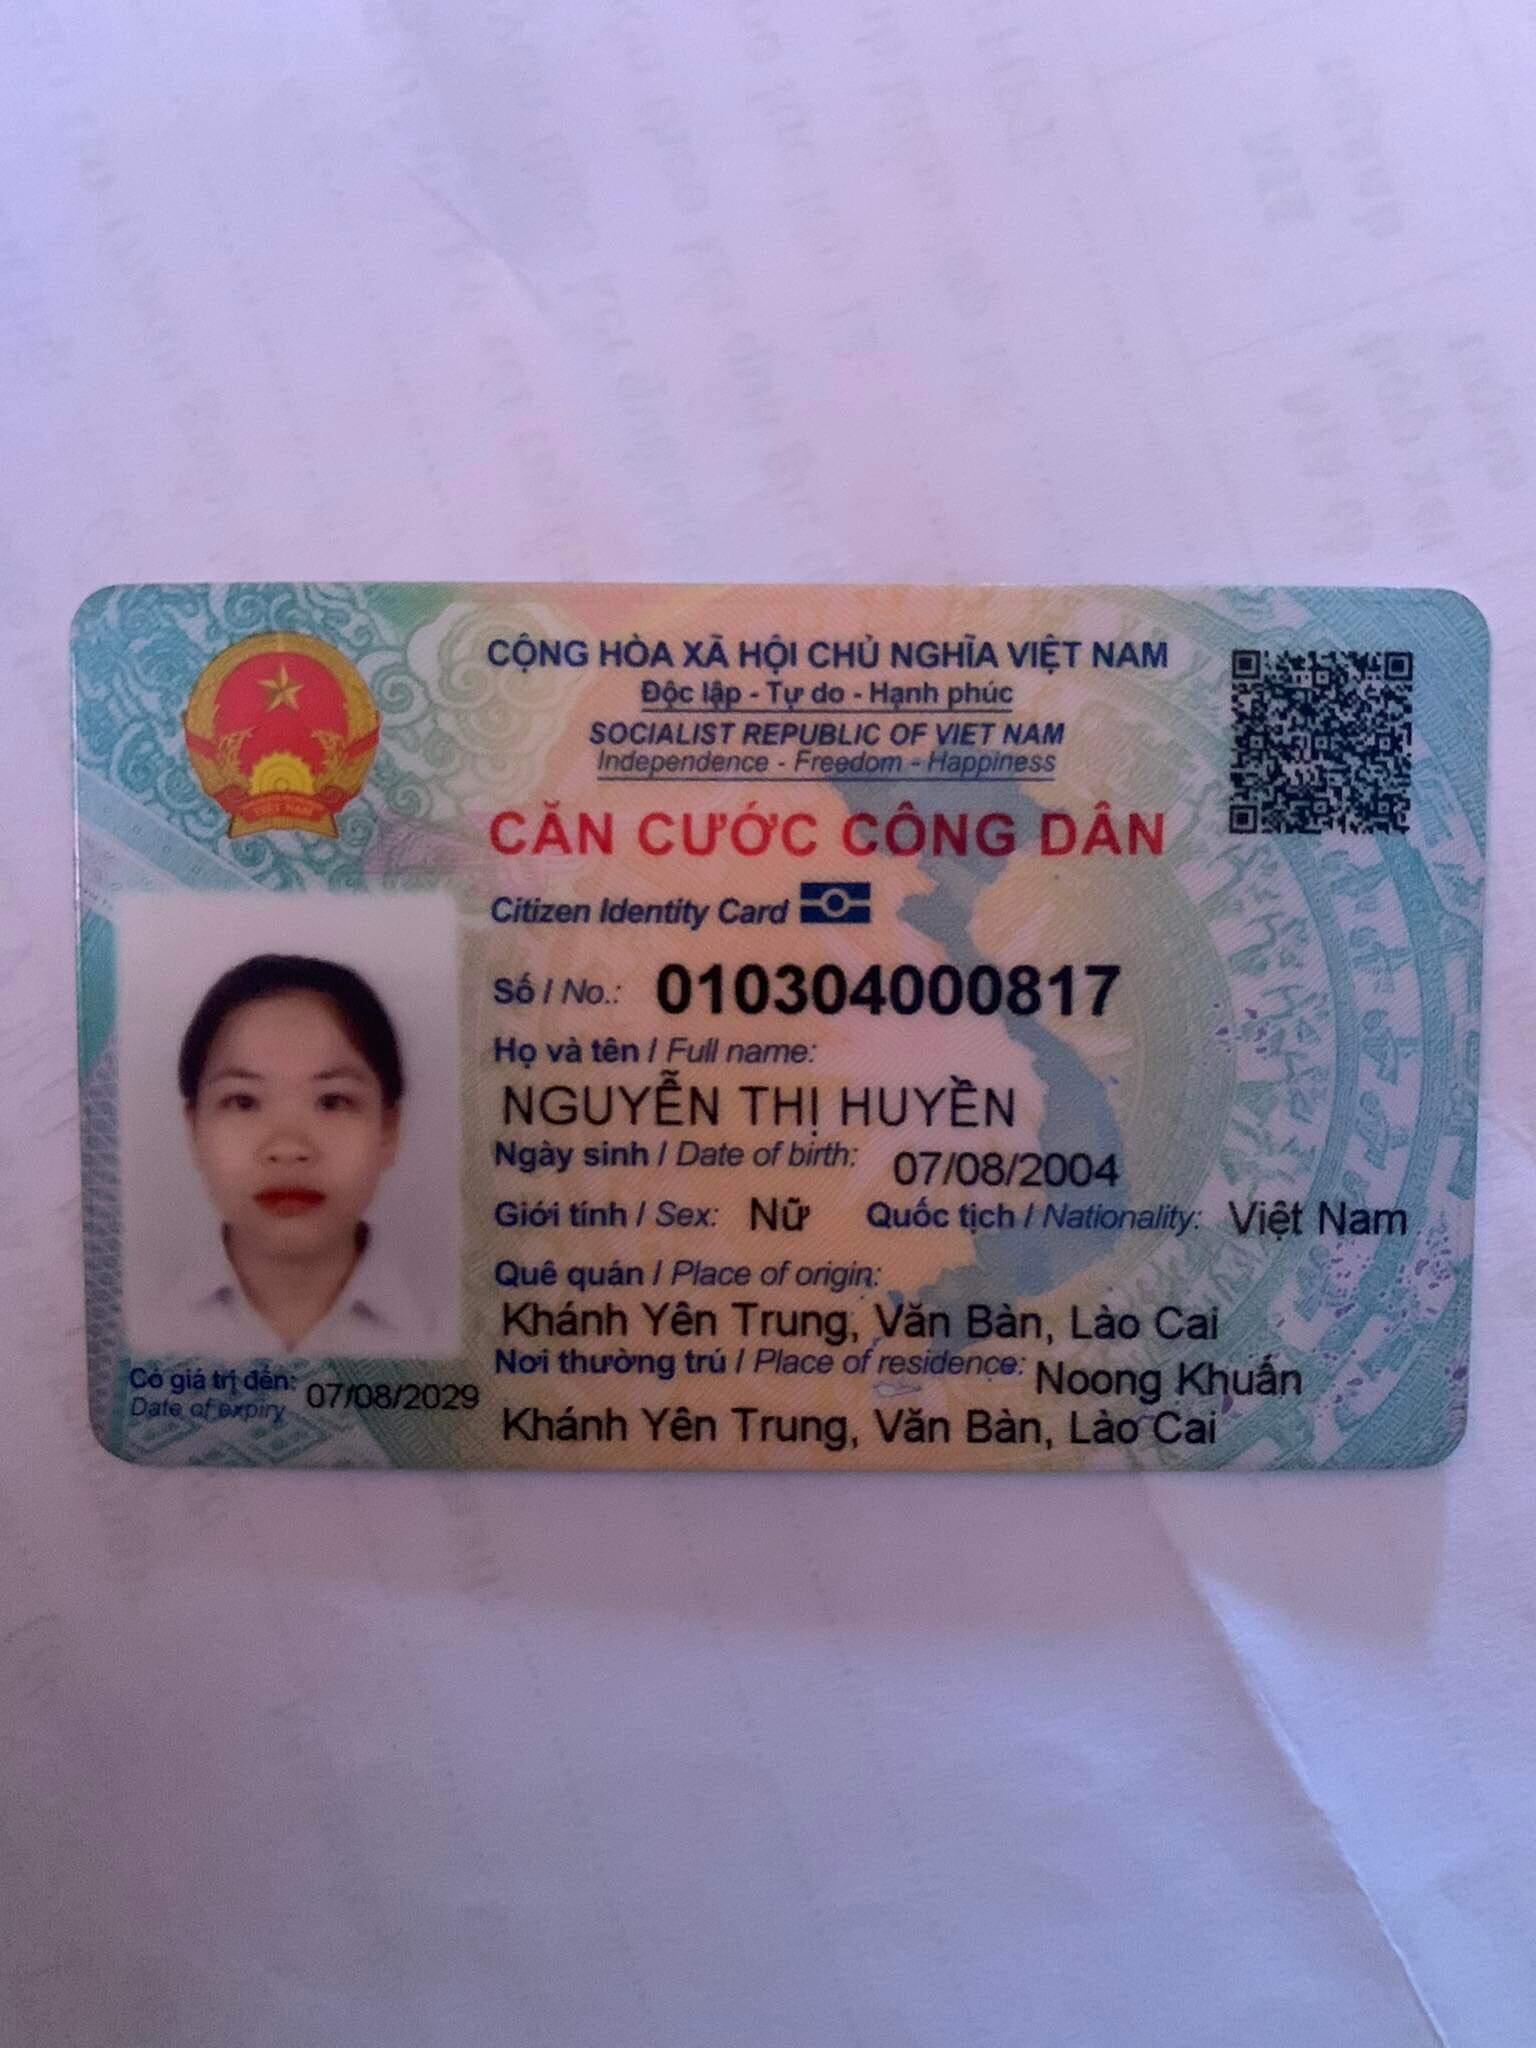 CỘNG HÒA XÃ HỘI CHỦ NGHĨA VIỆT NAM
Độc lập - Tự do - Hạnh phúc
SOCIALIST REPUBLIC OF VIET NAM
Independence - Freedom - Happiness
CĂN CƯỚC CÔNG DÂN
Citizen Identity Card
Số / No.: 010304000817
Họ và tên / Full name:
NGUYỄN THỊ HUYỀN
Ngày sinh / Date of birth: 07/08/2004
Giới tính / Sex: Nữ Quốc tịch / Nationality: Việt Nam
Quê quán / Place of origin:
Khánh Yên Trung, Văn Bàn, Lào Cai
Nơi thường trú / Place of residence: Noong Khuấn
Khánh Yên Trung, Văn Bàn, Lào Cai
Có giá trị đến: 07/08/2029
Date of expiry